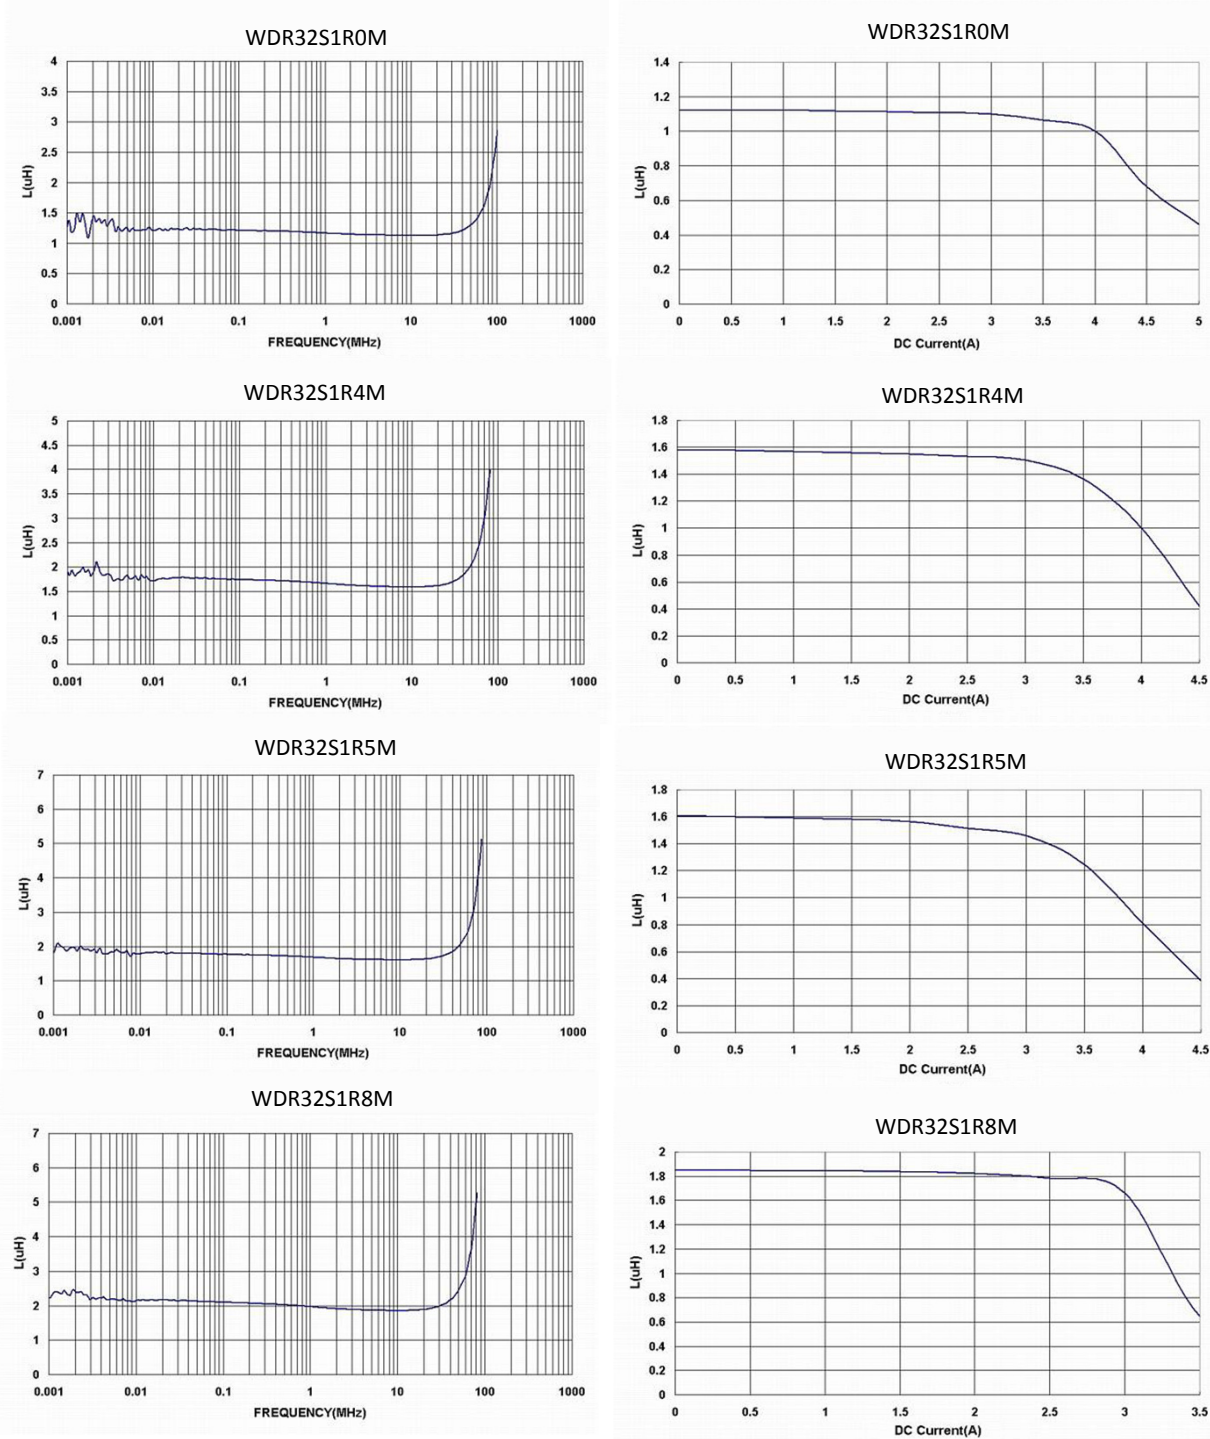 WDR32S1R0M
4
3.5
3
2.5
2
1.5
1
0.5
0
L(uH)
0.001 0.01 0.1 1 10 100 1000
FREQUENCY(MHz)
WDR32S1R0M
1.4
1.2
1
0.8
0.6
0.4
0.2
0
L(uH)
0 0.5 1 1.5 2 2.5 3 3.5 4 4.5 5
DC Current(A)
WDR32S1R4M
5
4.5
4
3.5
3
2.5
2
1.5
1
0.5
0
L(uH)
0.001 0.01 0.1 1 10 100 1000
FREQUENCY(MHz)
WDR32S1R4M
1.8
1.6
1.4
1.2
1
0.8
0.6
0.4
0.2
0
L(uH)
0 0.5 1 1.5 2 2.5 3 3.5 4 4.5
DC Current(A)
WDR32S1R5M
7
6
5
4
3
2
1
0
L(uH)
0.001 0.01 0.1 1 10 100 1000
FREQUENCY(MHz)
WDR32S1R5M
1.8
1.6
1.4
1.2
1
0.8
0.6
0.4
0.2
0
L(uH)
0 0.5 1 1.5 2 2.5 3 3.5 4 4.5
DC Current(A)
WDR32S1R8M
7
6
5
4
3
2
1
0
L(uH)
0.001 0.01 0.1 1 10 100 1000
FREQUENCY(MHz)
WDR32S1R8M
2
1.8
1.6
1.4
1.2
1
0.8
0.6
0.4
0.2
0
L(uH)
0 0.5 1 1.5 2 2.5 3 3.5
DC Current(A)